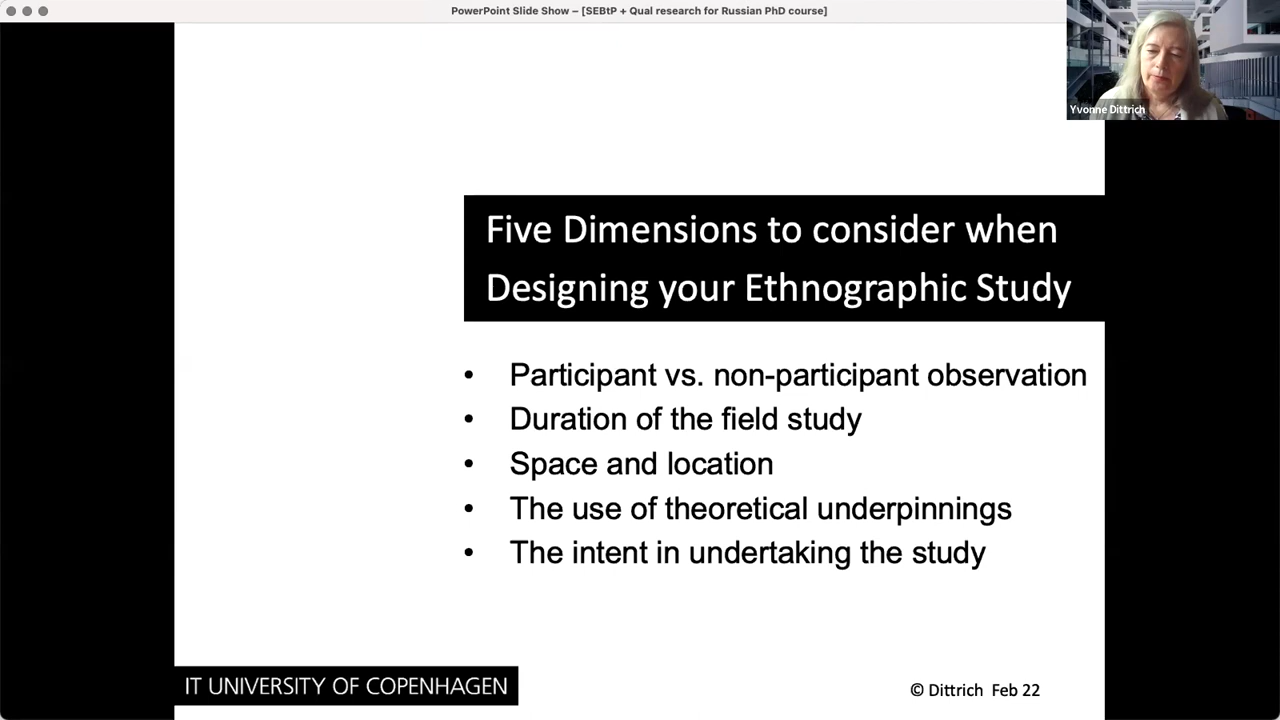 PowerPoint Slide Show – [SEBtP + Qual research for Russian PhD course]
Yvonne Dittrich
Five Dimensions to consider when
Designing your Ethnographic Study
• Participant vs. non-participant observation
• Duration of the field study
• Space and location
• The use of theoretical underpinnings
• The intent in undertaking the study
IT UNIVERSITY OF COPENHAGEN
© Dittrich Feb 22